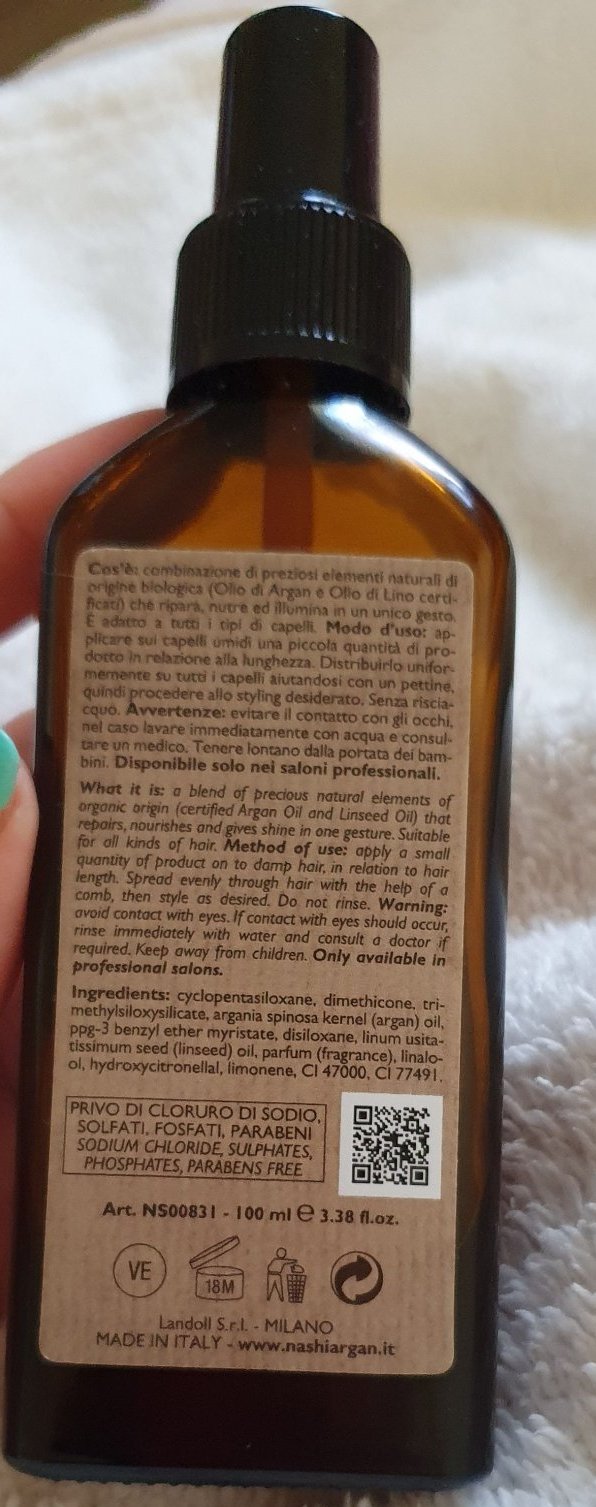 Cos'è: combinazione di preziosi elementi naturali di
origine biologica (Olio di Argan e Olio di Lino certi-
ficati) che ripara, nutre ed illumina in un unico gesto.
È adatto a tutti i tipi di capelli. Modo d'uso: ap-
plicare sui capelli umidi una piccola quantità di pro-
dotto in relazione alla lunghezza. Distribuirlo unifor-
memente su tutti i capelli aiutandosi con un pettine,
quindi procedere allo styling desiderato. Senza riscia-
cquo. Avvertenze: evitare il contatto con gli occhi,
nel caso lavare immediatamente con acqua e consul-
tare un medico. Tenere lontano dalla portata dei bam-
bini. Disponibile solo nei saloni professionali.
What it is: a blend of precious natural elements of
organic origin (certified Argan Oil and Linseed Oil) that
repairs, nourishes and gives shine in one gesture. Suitable
for all kinds of hair. Method of use: apply a small
quantity of product on to damp hair, in relation to hair
length. Spread evenly through hair with the help of a
comb, then style as desired. Do not rinse. Warning:
avoid contact with eyes. If contact with eyes should occur,
rinse immediately with water and consult a doctor if
required. Keep away from children. Only available in
professional salons.
Ingredients: cyclopentasiloxane, dimethicone, tri-
methylsiloxysilicate, argania spinosa kernel (argan) oil,
ppg-3 benzyl ether myristate, disiloxane, linum usita-
tissimum seed (linseed) oil, parfum (fragrance), linalo-
ol, hydroxycitronellal, limonene, CI 47000, CI 77491.
PRIVO DI CLORURO DI SODIO,
SOLFATI, FOSFATI, PARABENI
SODIUM CHLORIDE, SULPHATES,
PHOSPHATES, PARABENS FREE
Art. NS00831 - 100 ml ℮ 3.38 fl.oz.
VE
18M
Landoll S.r.l. - MILANO
MADE IN ITALY - www.nashiargan.it